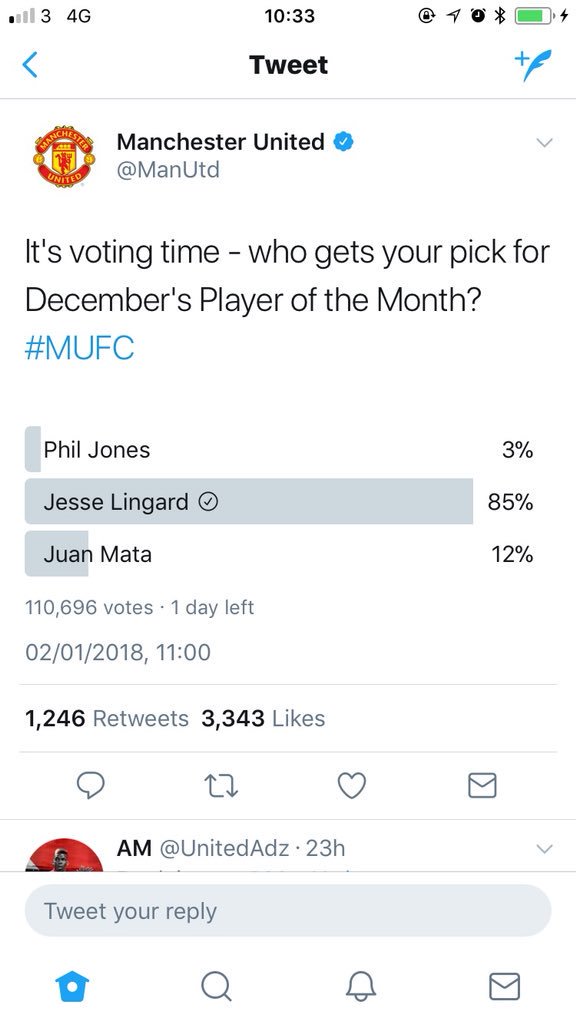 3 4G 10:33
Tweet
MANCHESTER
UNITED
Manchester United
@ManUtd
It's voting time - who gets your pick for
December's Player of the Month?
#MUFC
Phil Jones 3%
Jesse Lingard 85%
Juan Mata 12%
110,696 votes · 1 day left
02/01/2018, 11:00
1,246 Retweets 3,343 Likes
AM @UnitedAdz · 23h
Tweet your reply